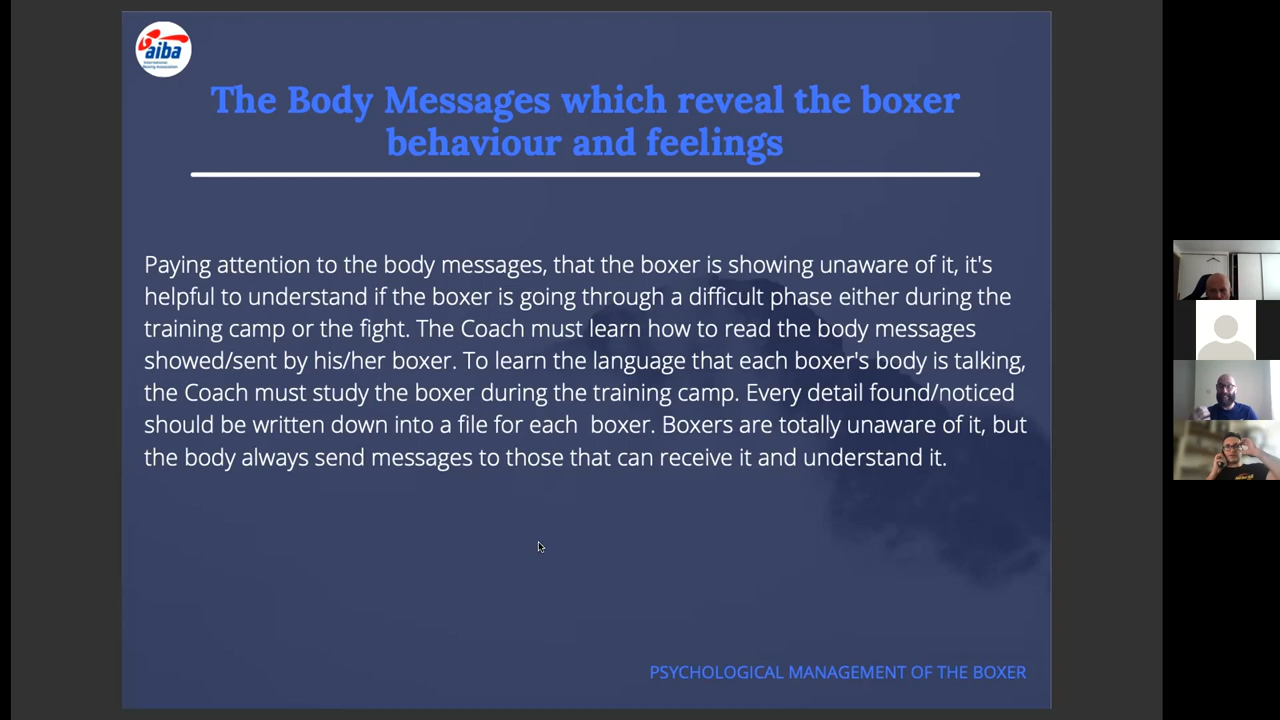 aiba
The Body Messages which reveal the boxer
behaviour and feelings
Paying attention to the body messages, that the boxer is showing unaware of it, it's
helpful to understand if the boxer is going through a difficult phase either during the
training camp or the fight. The Coach must learn how to read the body messages
showed/sent by his/her boxer. To learn the language that each boxer's body is talking,
the Coach must study the boxer during the training camp. Every detail found/noticed
should be written down into a file for each  boxer. Boxers are totally unaware of it, but
the body always send messages to those that can receive it and understand it.
PSYCHOLOGICAL MANAGEMENT OF THE BOXER